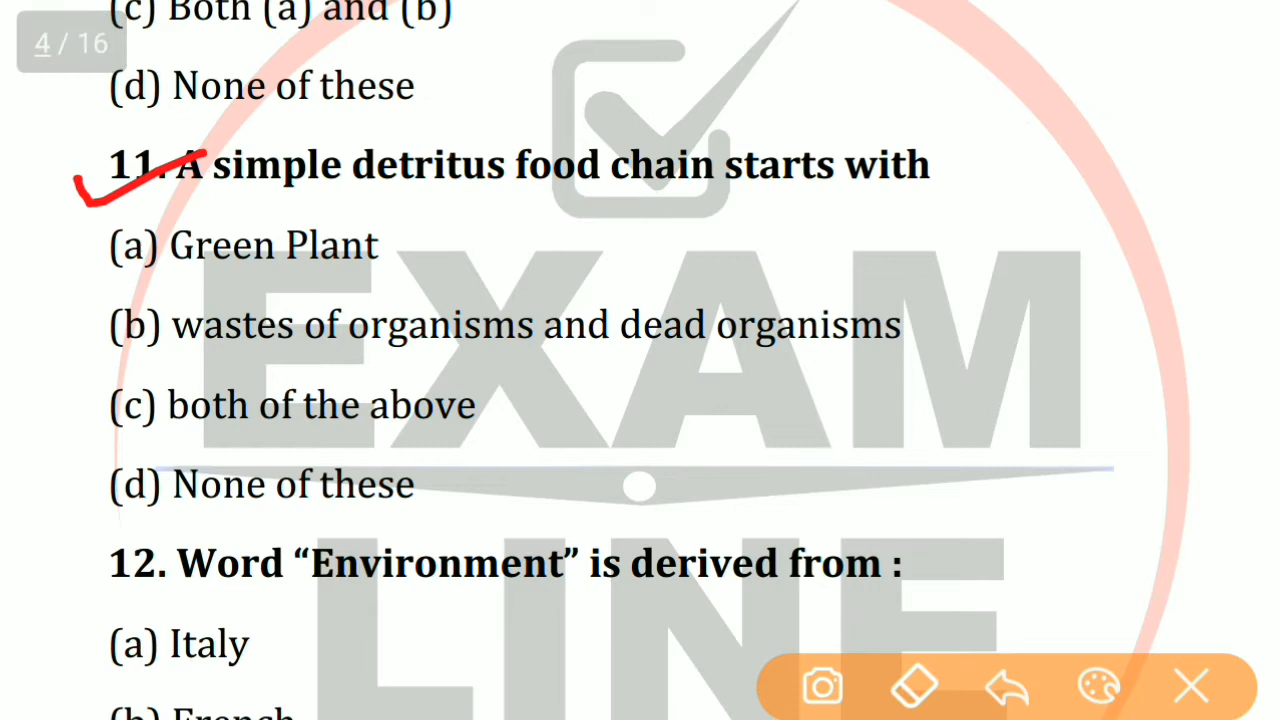 (c) Both (a) and (b)
4 / 16
(d) None of these
11. A simple detritus food chain starts with
(a) Green Plant
(b) wastes of organisms and dead organisms
(c) both of the above
(d) None of these
12. Word “Environment” is derived from :
(a) Italy
(b) French
EXAM
LINE